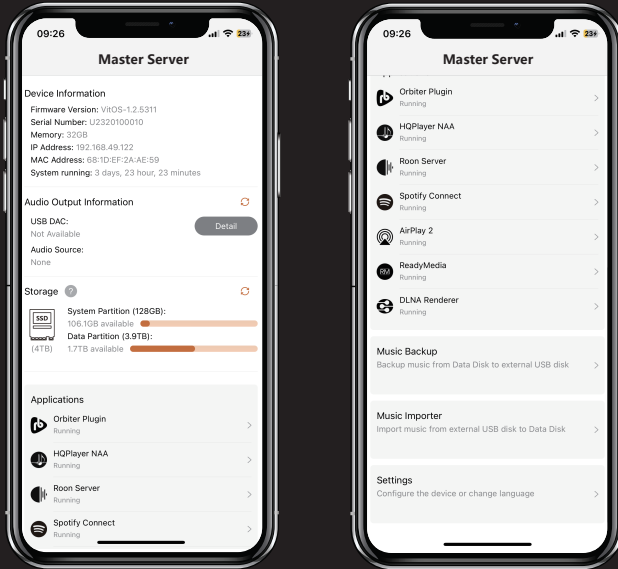 09:26
23
Master Server
Device Information
Firmware Version: VitOS-1.2.5311
Serial Number: U2320100010
Memory: 32GB
IP Address: 192.168.49.122
MAC Address: 68:1D:EF:2A:AE:59
System running: 3 days, 23 hour, 23 minutes
Audio Output Information
USB DAC:
Not Available
Detail
Audio Source:
None
Storage ?
SSD
(4TB)
System Partition (128GB):
106.1GB available
Data Partition (3.9TB):
1.7TB available
Applications
Orbiter Plugin
Running
HQPlayer NAA
Running
Roon Server
Running
Spotify Connect
Running
09:26
23
Master Server
Orbiter Plugin
Running
HQPlayer NAA
Running
Roon Server
Running
Spotify Connect
Running
AirPlay 2
Running
RM
ReadyMedia
Running
DLNA Renderer
Running
Music Backup
Backup music from Data Disk to external USB disk
Music Importer
Import music from external USB disk to Data Disk
Settings
Configure the device or change language